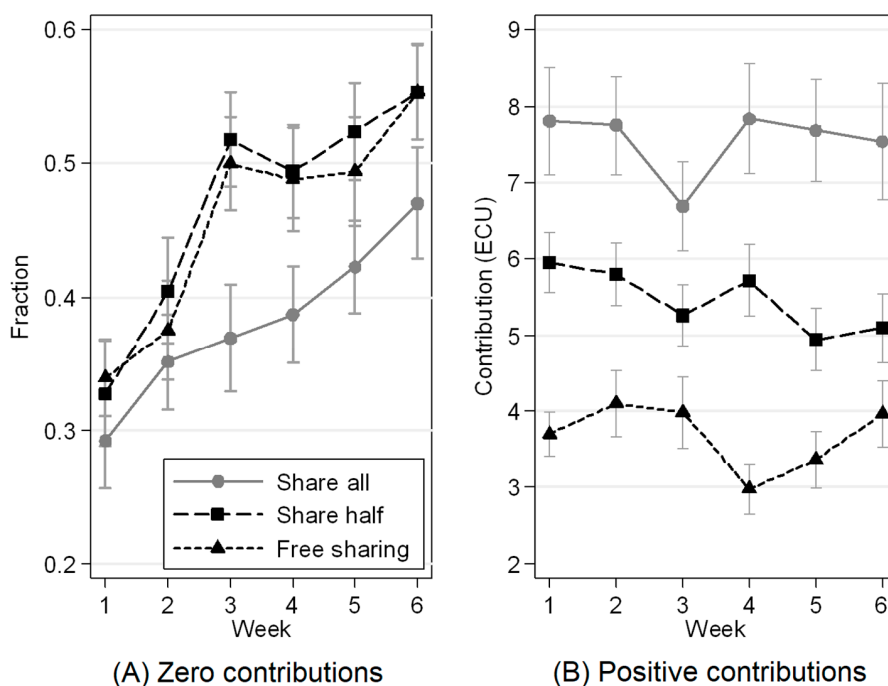 0.6
0.5
0.4
0.3
0.2
Fraction
Share all
Share half
Free sharing
1 2 3 4 5 6
Week
(A) Zero contributions
9
8
7
6
5
4
3
2
Contribution (ECU)
1 2 3 4 5 6
Week
(B) Positive contributions